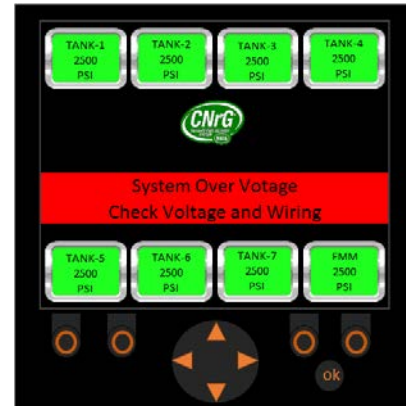 TANK-1
2500
PSI
TANK-2
2500
PSI
TANK-3
2500
PSI
TANK-4
2500
PSI
CNrG
System Over Votage
Check Voltage and Wiring
TANK-5
2500
PSI
TANK-6
2500
PSI
TANK-7
2500
PSI
FMM
2500
PSI
ok